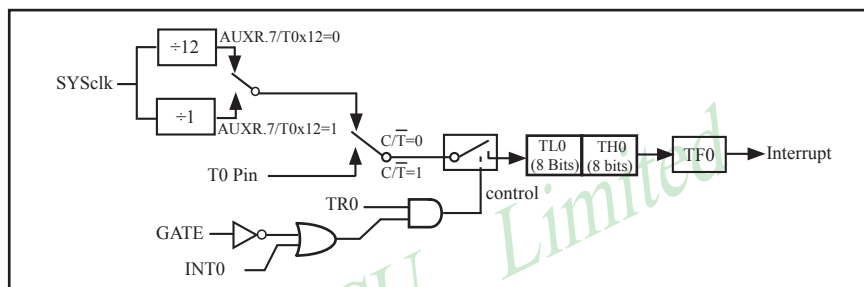 ÷12
AUXR.7/T0x12=0
SYSclk
÷1
AUXR.7/T0x12=1
C/T̅=0
C/T̅=1
T0 Pin
TL0
(8 Bits)
TH0
(8 bits)
TF0
Interrupt
control
TR0
GATE
INT0
Limited